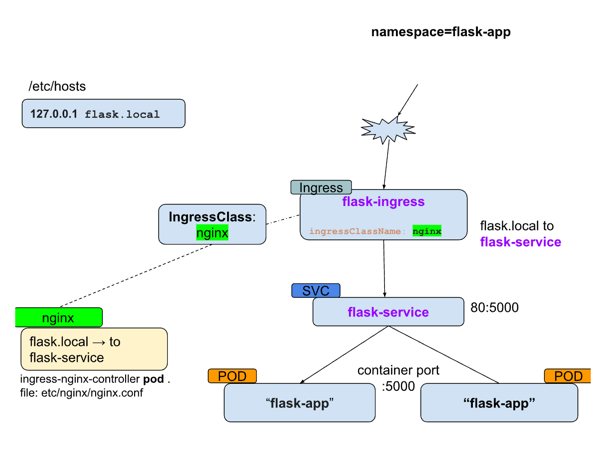 namespace=flask-app
/etc/hosts
127.0.0.1 flask.local
Ingress
flask-ingress
ingressClassName: nginx
IngressClass:
nginx
flask.local to
flask-service
SVC
flask-service
80:5000
nginx
flask.local → to
flask-service
ingress-nginx-controller pod .
file: etc/nginx/nginx.conf
container port
:5000
POD
“flask-app”
POD
“flask-app”